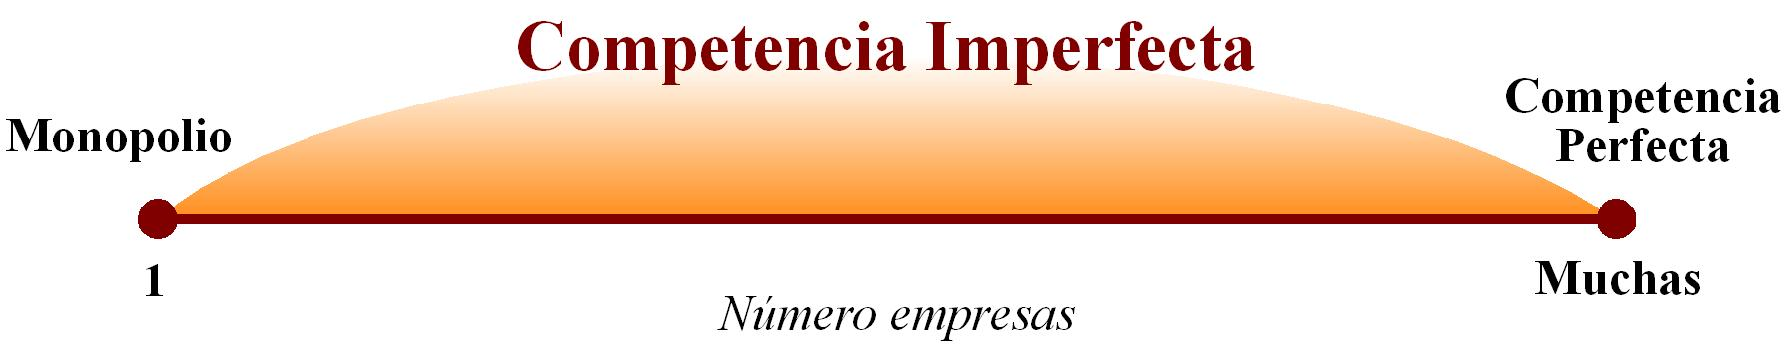 Competencia Imperfecta
Monopolio
Competencia
Perfecta
1
Muchas
Número empresas